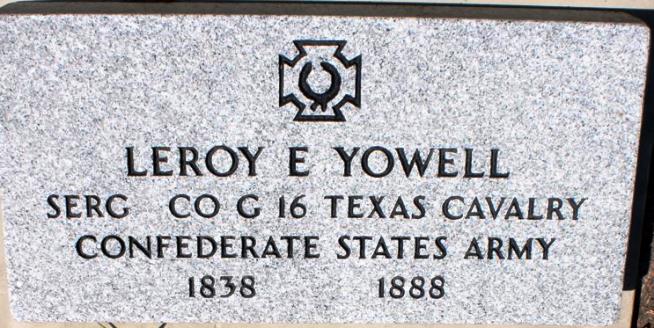 LEROY E YOWELL
SERG CO G 16 TEXAS CAVALRY
CONFEDERATE STATES ARMY
1838 1888